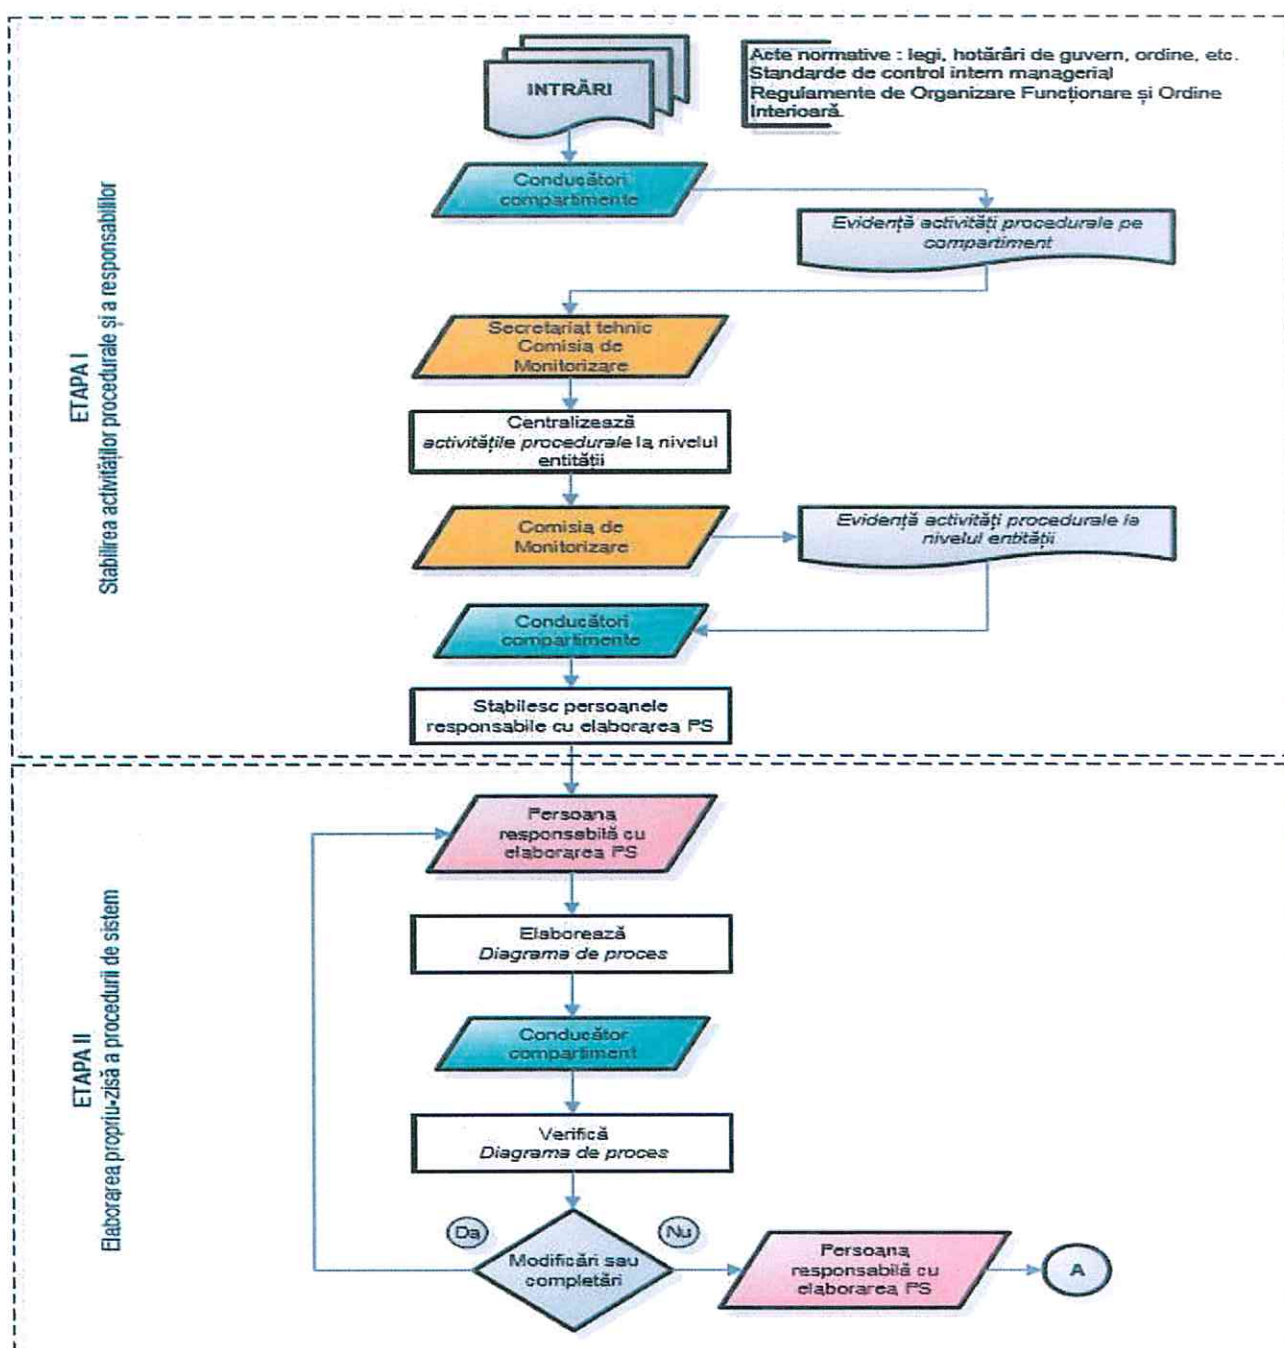 INTRĂRI
Acte normative : legi, hotărâri de guvern, ordine, etc.
Standarde de control intern managerial
Regulamente de Organizare Funcționare și Ordine
Interioară.
ETAPA I
Stabilirea activităților procedurale și a responsabililor
Conducători
compartimente
Evidență activități procedurale pe
compartiment
Secretariat tehnic
Comisia de
Monitorizare
Centralizează
activitățile procedurale la nivelul
entității
Comisia de
Monitorizare
Evidență activități procedurale la
nivelul entității
Conducători
compartimente
Stabilesc persoanele
responsabile cu elaborarea PS
ETAPA II
Elaborarea propriu-zisă a procedurii de sistem
Persoana
responsabilă cu
elaborarea PS
Elaborează
Diagrama de proces
Conducător
compartiment
Verifică
Diagrama de proces
Da
Nu
Modificări sau
completări
Persoana
responsabilă cu
elaborarea PS
A